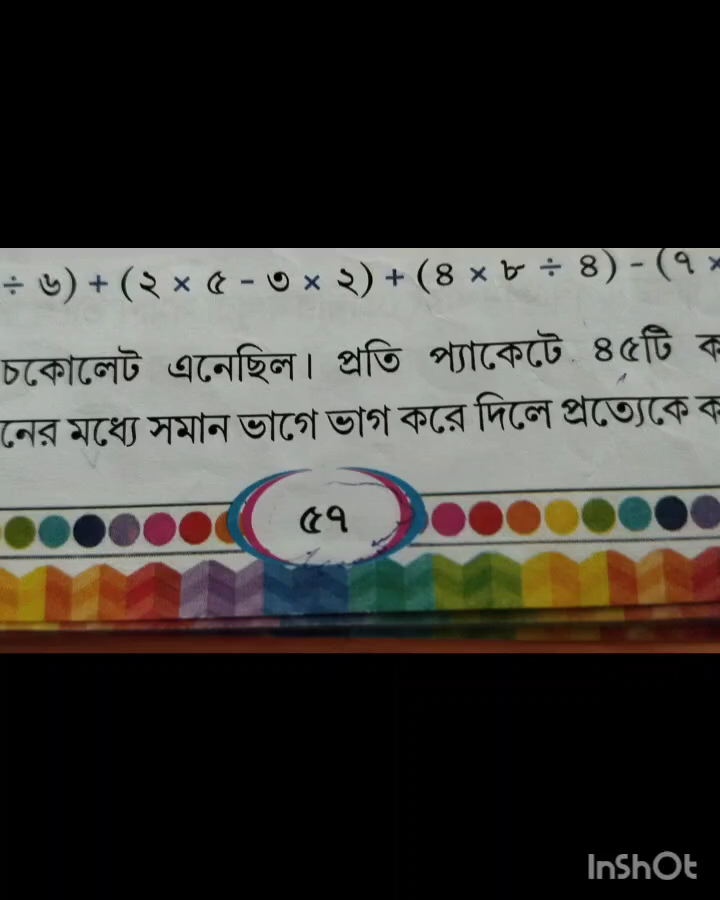 ÷ ৬) + (২ × ৫ - ৩ × ২) + (৪ × ৮ ÷ ৪) - (৭ ×
চকোলেট এনেছিল। প্রতি প্যাকেটে ৪৫টি ক
নের মধ্যে সমান ভাগে ভাগ করে দিলে প্রত্যেকে ক
৫৭
InShOt